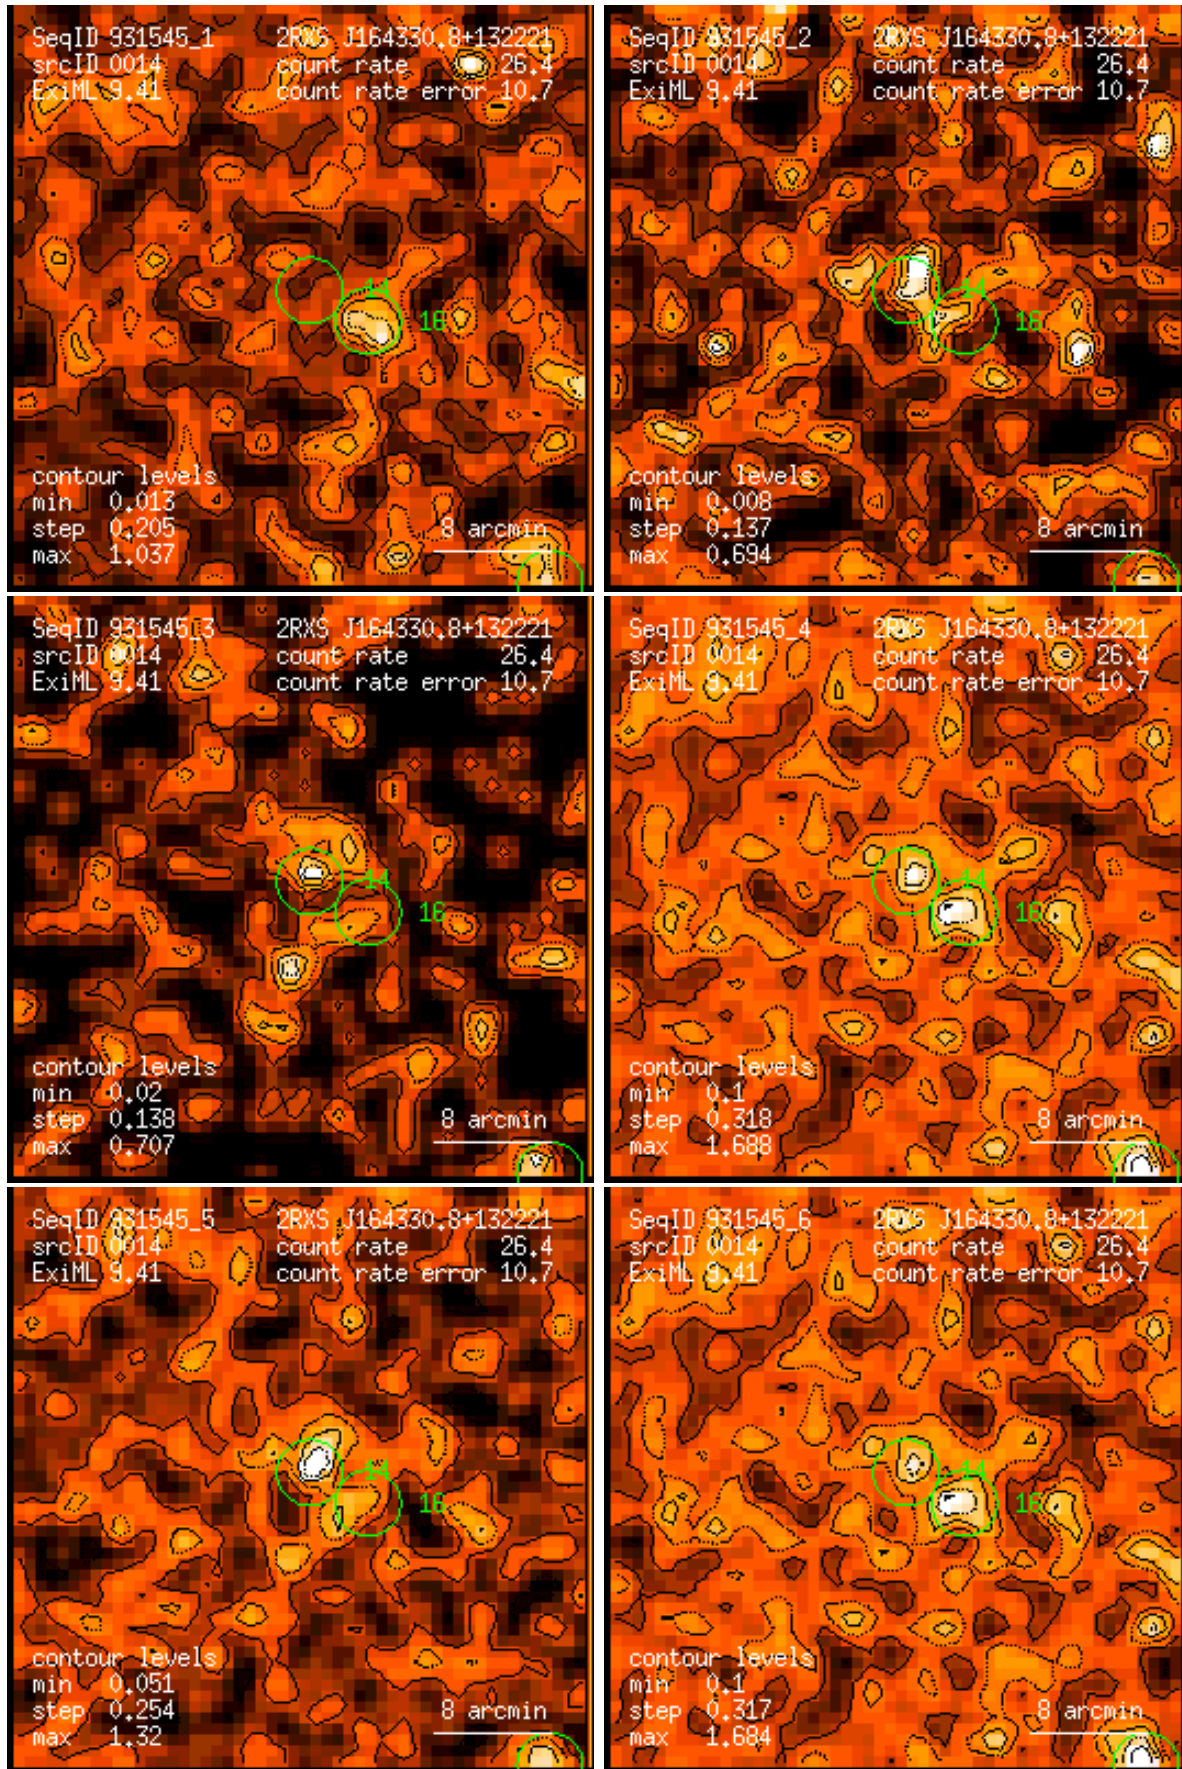 SeqID 931545_1 2RXS J164330.8+132221
srcID 0014 count rate 26.4
ExiML 9.41 count rate error 10.7
14
16
contour levels
min 0.013
step 0.205 8 arcmin
max 1.037
SeqID 931545_2 2RXS J164330.8+132221
srcID 0014 count rate 26.4
ExiML 9.41 count rate error 10.7
14
16
contour levels
min 0.008
step 0.137 8 arcmin
max 0.694
SeqID 931545_3 2RXS J164330.8+132221
srcID 0014 count rate 26.4
ExiML 9.41 count rate error 10.7
14
16
contour levels
min 0.02
step 0.138 8 arcmin
max 0.707
SeqID 931545_4 2RXS J164330.8+132221
srcID 0014 count rate 26.4
ExiML 9.41 count rate error 10.7
14
16
contour levels
min 0.1
step 0.318 8 arcmin
max 1.688
SeqID 931545_5 2RXS J164330.8+132221
srcID 0014 count rate 26.4
ExiML 9.41 count rate error 10.7
14
16
contour levels
min 0.051
step 0.254 8 arcmin
max 1.32
SeqID 931545_6 2RXS J164330.8+132221
srcID 0014 count rate 26.4
ExiML 9.41 count rate error 10.7
14
16
contour levels
min 0.1
step 0.317 8 arcmin
max 1.684